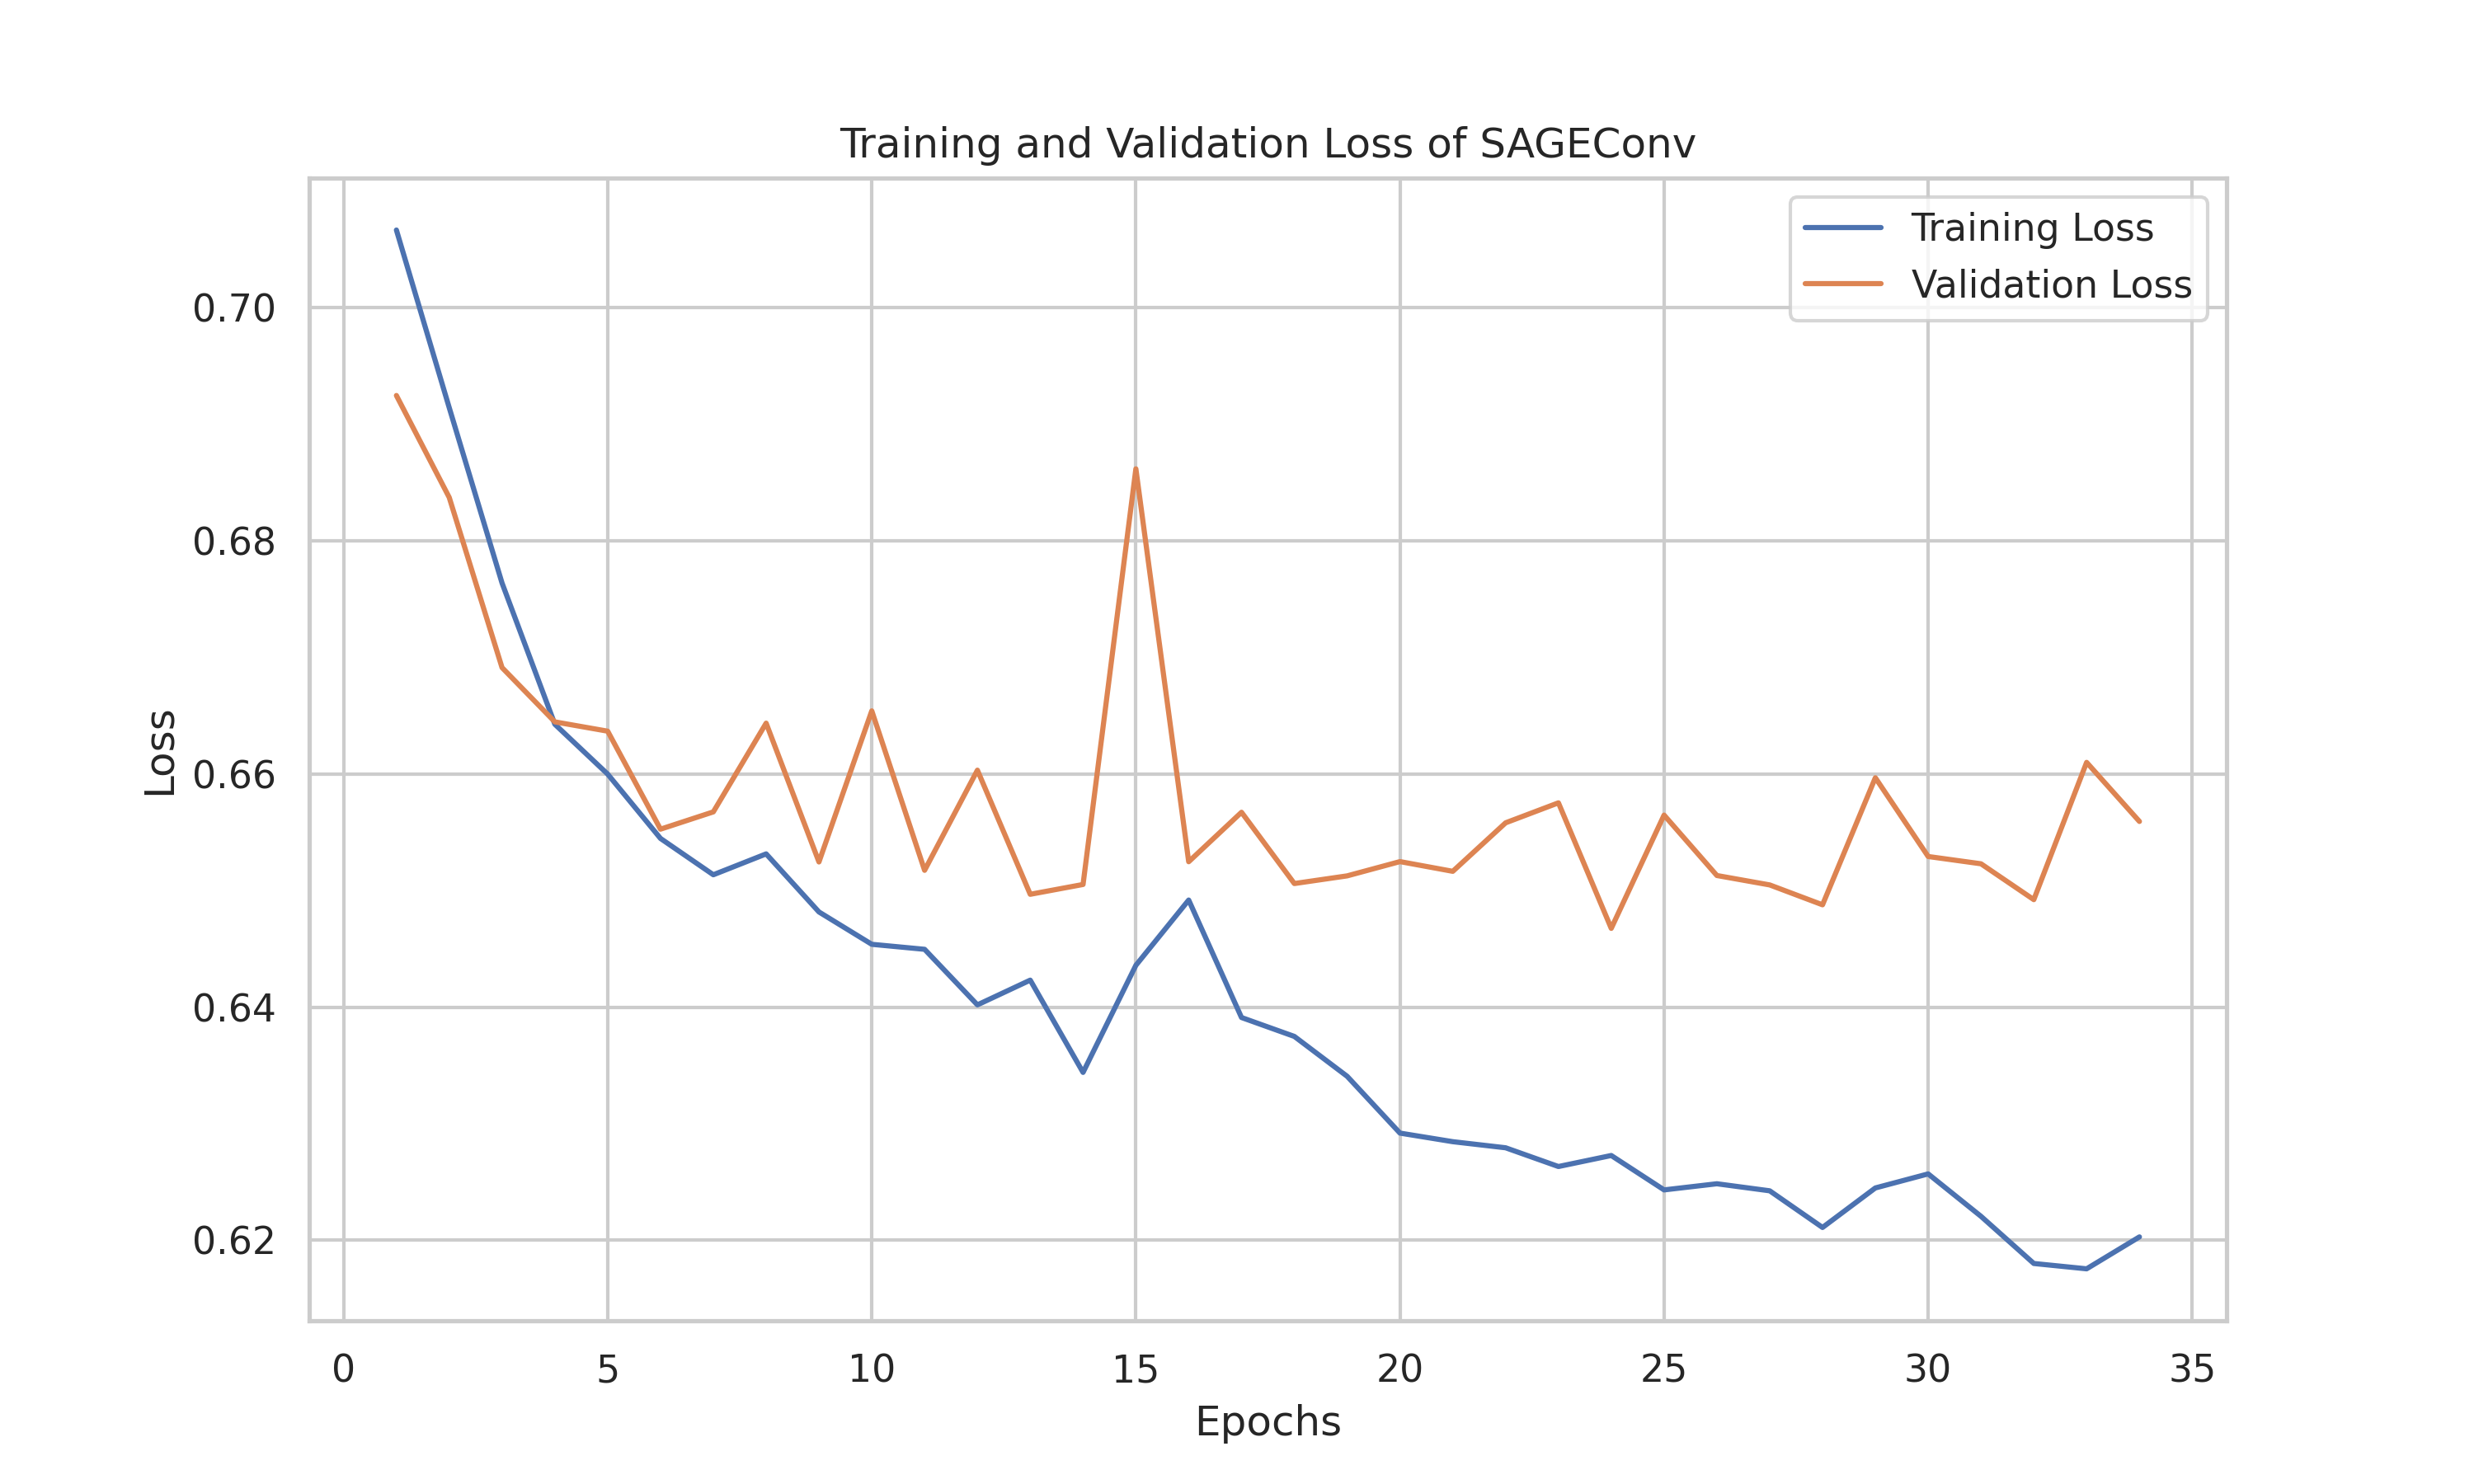 Training and Validation Loss of SAGEConv
Training Loss
Validation Loss
Loss
0.70
0.68
0.66
0.64
0.62
0 5 10 15 20 25 30 35
Epochs